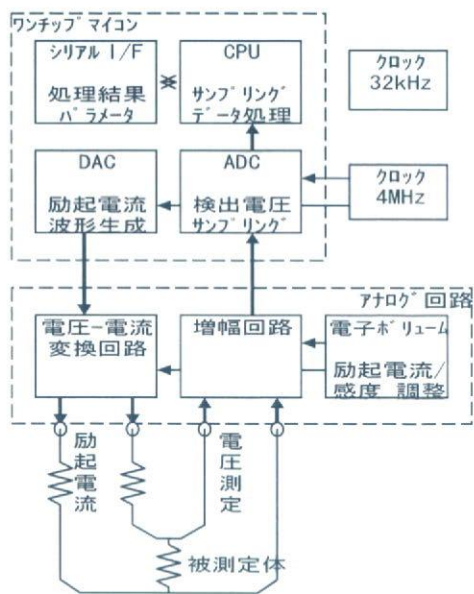 ワンチップマイコン
シリアル I/F
処理結果
パラメータ
CPU
サンプリング
データ処理
クロック
32kHz
DAC
励起電流
波形生成
ADC
検出電圧
サンプリング
クロック
4MHz
アナログ回路
電圧-電流
変換回路
増幅回路
電子ボリューム
励起電流/
感度 調整
励起電流
電圧測定
被測定体